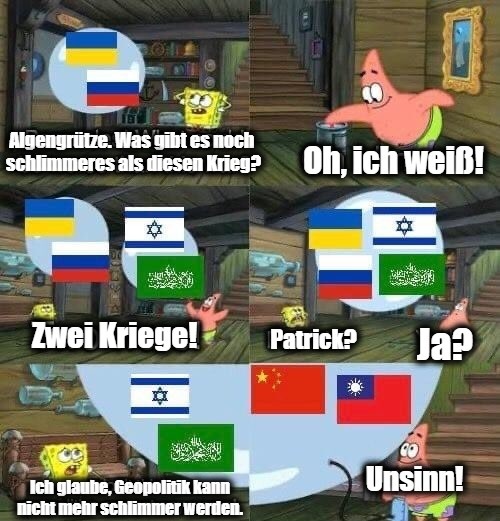 Algengrütze. Was gibt es noch
schlimmeres als diesen Krieg?
Oh, ich weiß!
Zwei Kriege!
Patrick?
Ja?
Ich glaube, Geopolitik kann
nicht mehr schlimmer werden.
Unsinn!